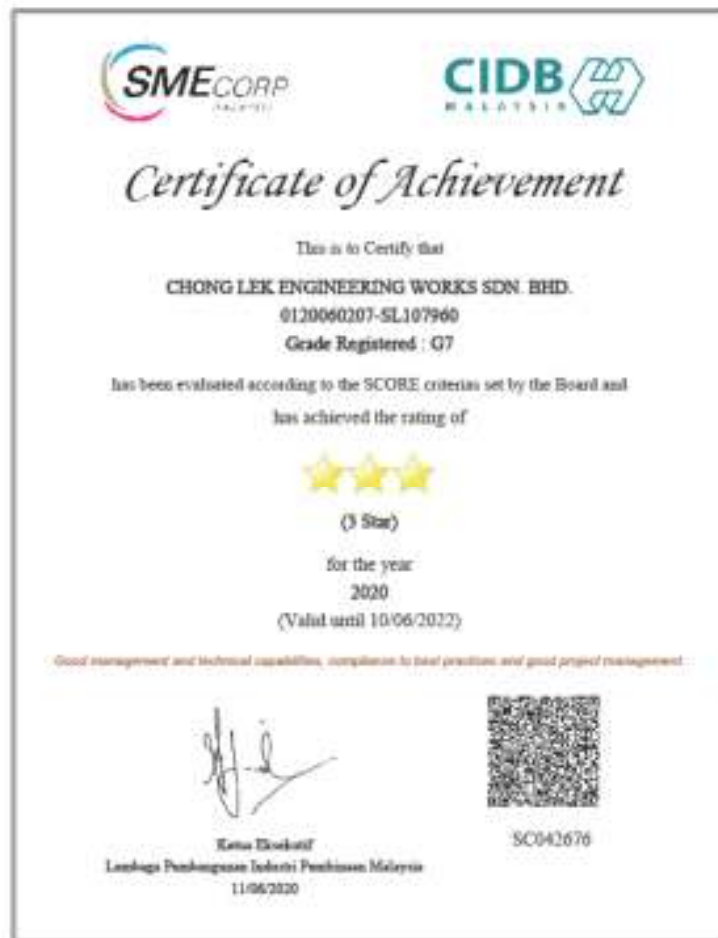 SMECORP
MALAYSIA
CIDB
MALAYSIA
Certificate of Achievement
This is to Certify that
CHONG LEK ENGINEERING WORKS SDN. BHD.
0120060207-SL107960
Grade Registered : G7
has been evaluated according to the SCORE criterias set by the Board and
has achieved the rating of
(3 Star)
for the year
2020
(Valid until 10/06/2022)
Good management and technical capabilities, compliance to best practices and good project management
SC042676
Ketua Eksekutif
Lembaga Pembangunan Industri Pembinaan Malaysia
11/06/2020